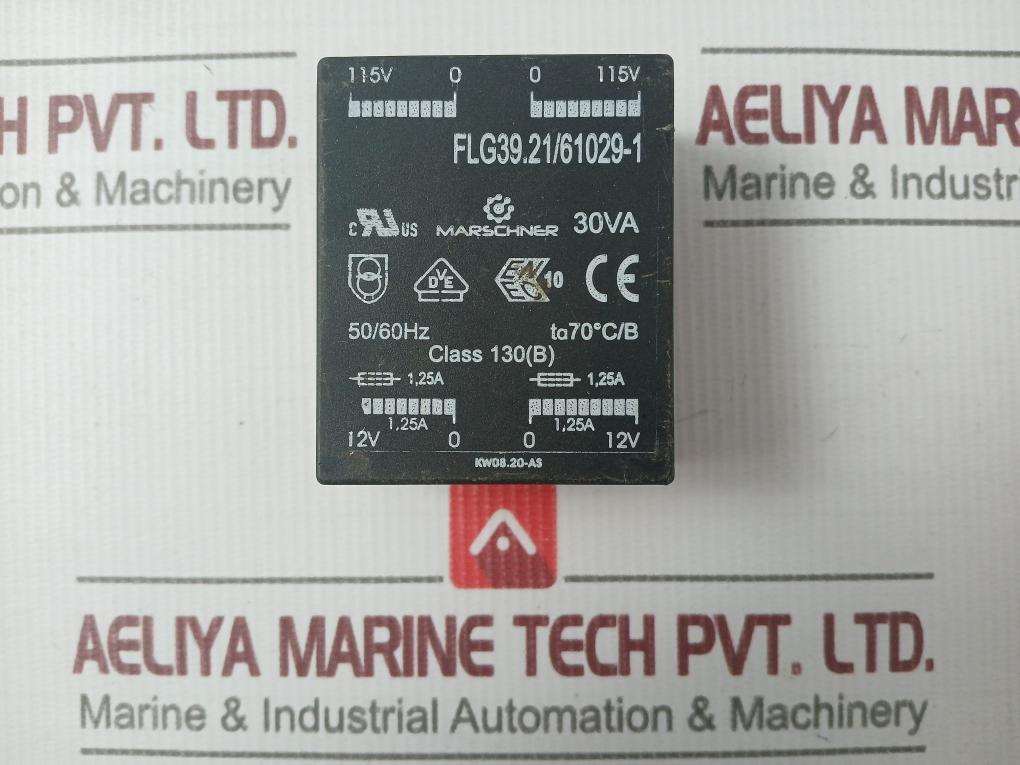 H PVT. LTD.
on & Machinery
AELIYA MAR
Marine & Industr
115V 0 0 115V
FLG39.21/61029-1
c RU US MARSCHNER 30VA
DVE 10 CE
50/60Hz ta70°C/B
Class 130(B)
1,25A 1,25A
1,25A 1,25A
12V 0 0 12V
KW08.20-AS
AELIYA MARINE TECH PVT. LTD.
Marine & Industrial Automation & Machinery